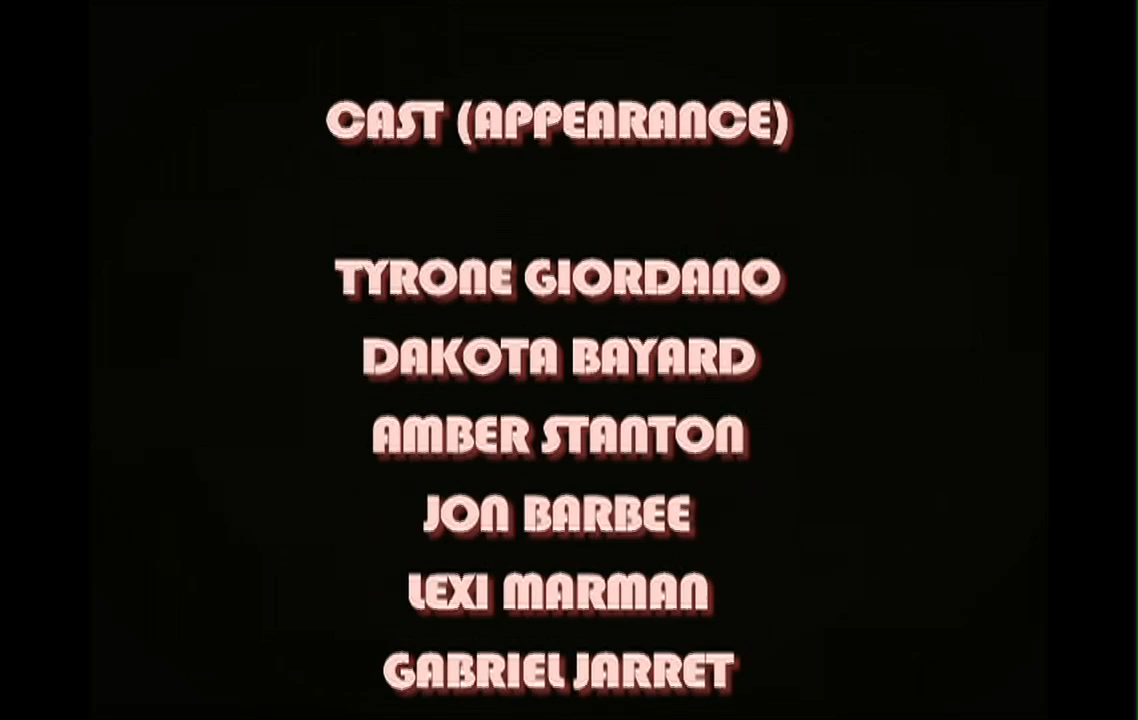 CAST (APPEARANCE)
TYRONE GIORDANO
DAKOTA BAYARD
AMBER STANTON
JON BARBEE
LEXI MARMAN
GABRIEL JARRET